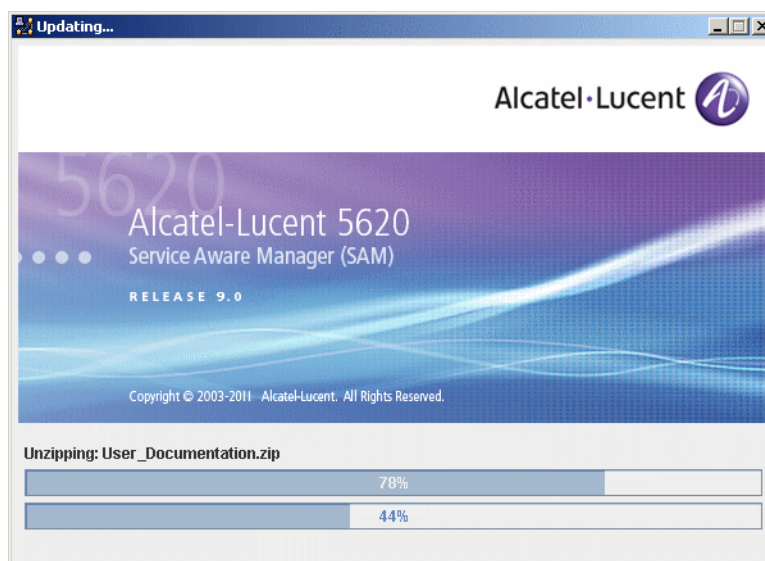 Updating...
Alcatel·Lucent
5620
Alcatel-Lucent 5620
Service Aware Manager (SAM)
RELEASE 9.0
Copyright © 2003-2011 Alcatel-Lucent. All Rights Reserved.
Unzipping: User_Documentation.zip
78%
44%